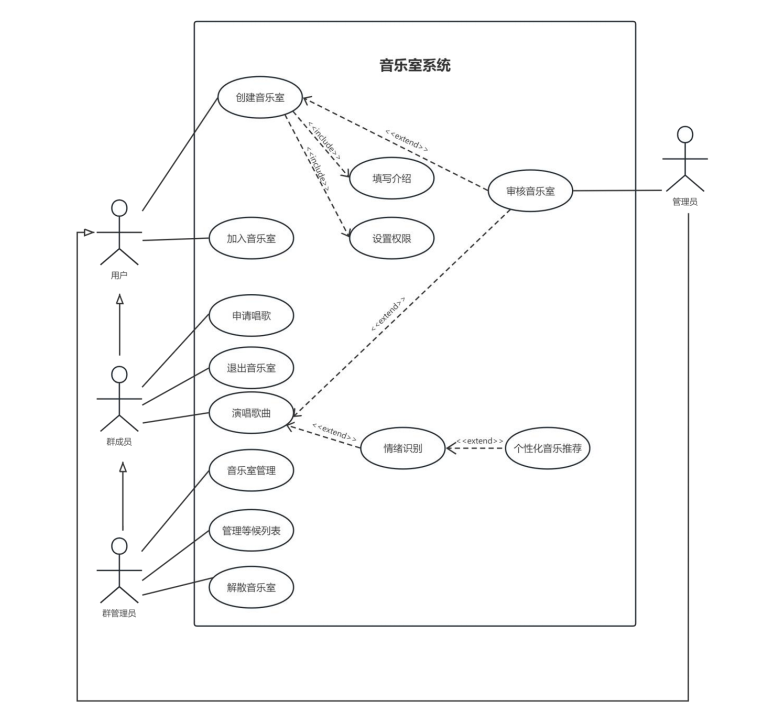 音乐室系统
创建音乐室
<<extend>>
<<include>>
<<include>>
填写介绍
审核音乐室
管理员
设置权限
加入音乐室
用户
申请唱歌
<<extend>>
退出音乐室
演唱歌曲
群成员
<<extend>>
情绪识别
<<extend>>
个性化音乐推荐
音乐室管理
管理等候列表
解散音乐室
群管理员